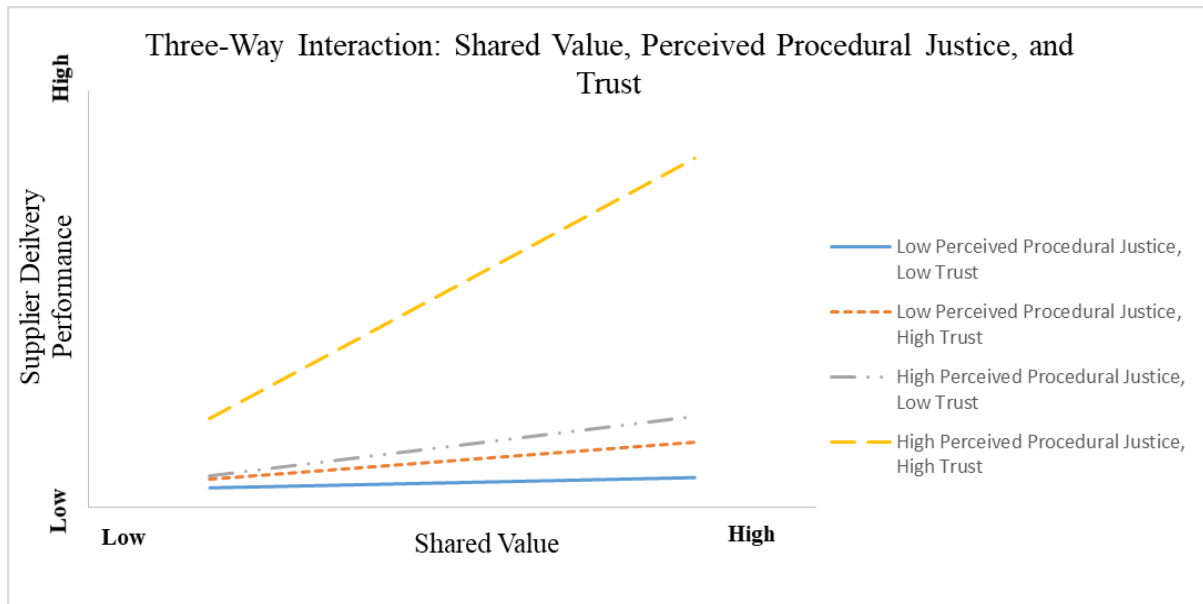 Three-Way Interaction: Shared Value, Perceived Procedural Justice, and
Trust
High
Supplier Deilvery
Performance
Low
Low
Shared Value
High
Low Perceived Procedural Justice,
Low Trust
Low Perceived Procedural Justice,
High Trust
High Perceived Procedural Justice,
Low Trust
High Perceived Procedural Justice,
High Trust